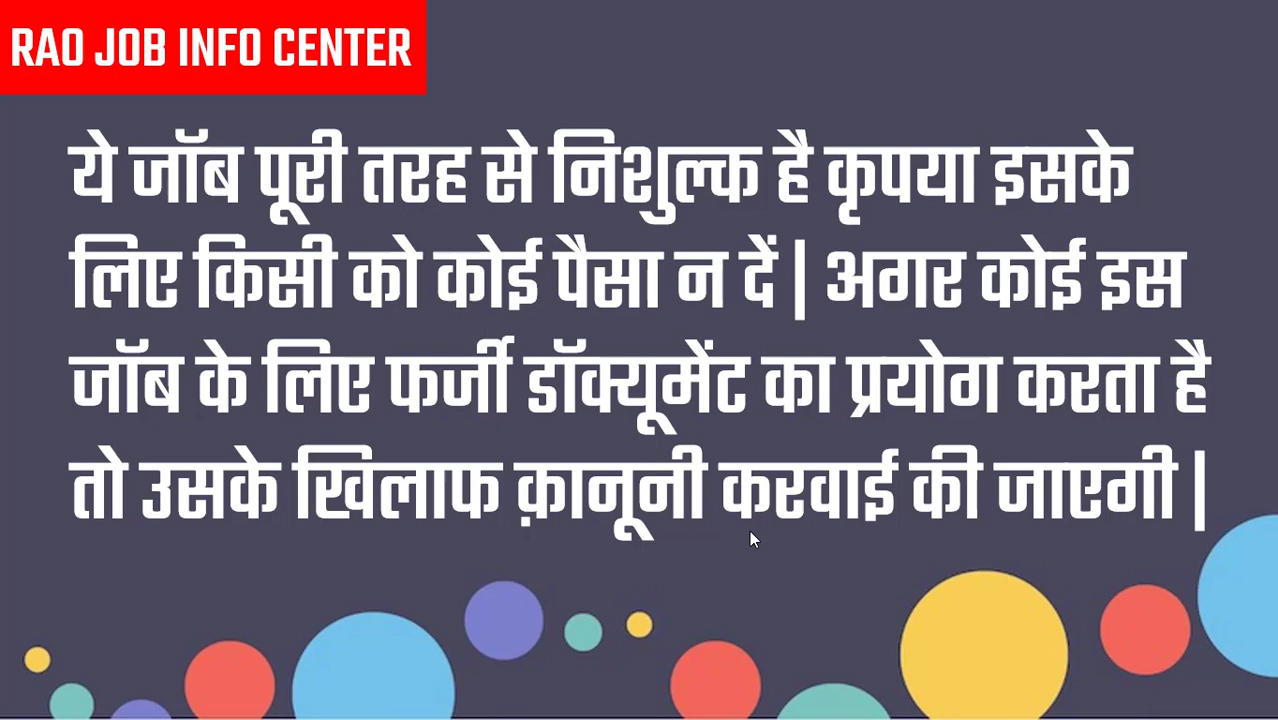 RAO JOB INFO CENTER
ये जॉब पूरी तरह से निशुल्क है कृपया इसके
लिए किसी को कोई पैसा न दें | अगर कोई इस
जॉब के लिए फर्जी डॉक्यूमेंट का प्रयोग करता है
तो उसके खिलाफ क़ानूनी करवाई की जाएगी |